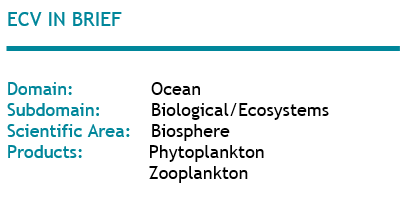 ECV IN BRIEF
Domain: Ocean
Subdomain: Biological/Ecosystems
Scientific Area: Biosphere
Products: Phytoplankton
Zooplankton